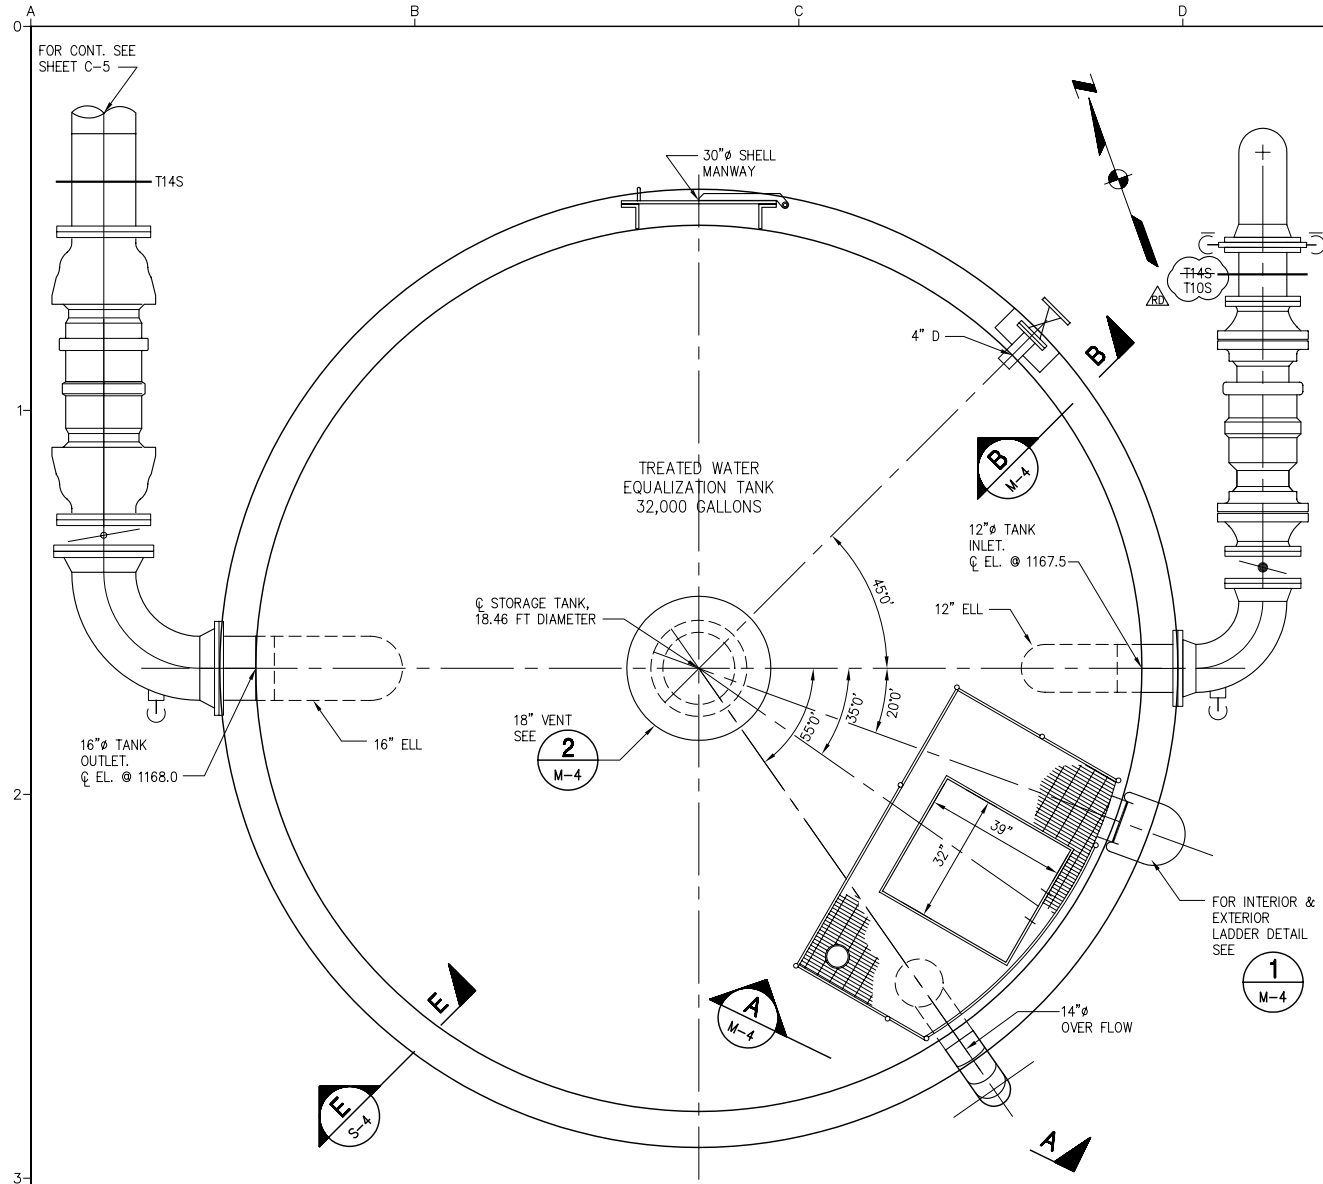 A
B
C
D
0
FOR CONT. SEE
SHEET C-5
T14S
30"ø SHELL
MANWAY
Z
T14S
T10S
RD
4" D
B
1
B
M-4
TREATED WATER
EQUALIZATION TANK
32,000 GALLONS
12"ø TANK
INLET.
℄ EL. @ 1167.5
45°0'
℄ STORAGE TANK,
18.46 FT DIAMETER
12" ELL
55°0'
35°0'
20°0'
18" VENT
SEE
2
M-4
16" ELL
16"ø TANK
OUTLET.
℄ EL. @ 1168.0
2
39"
32"
FOR INTERIOR &
EXTERIOR
LADDER DETAIL
SEE
1
M-4
E
A
M-4
14"ø
OVER FLOW
E
S-4
A
3